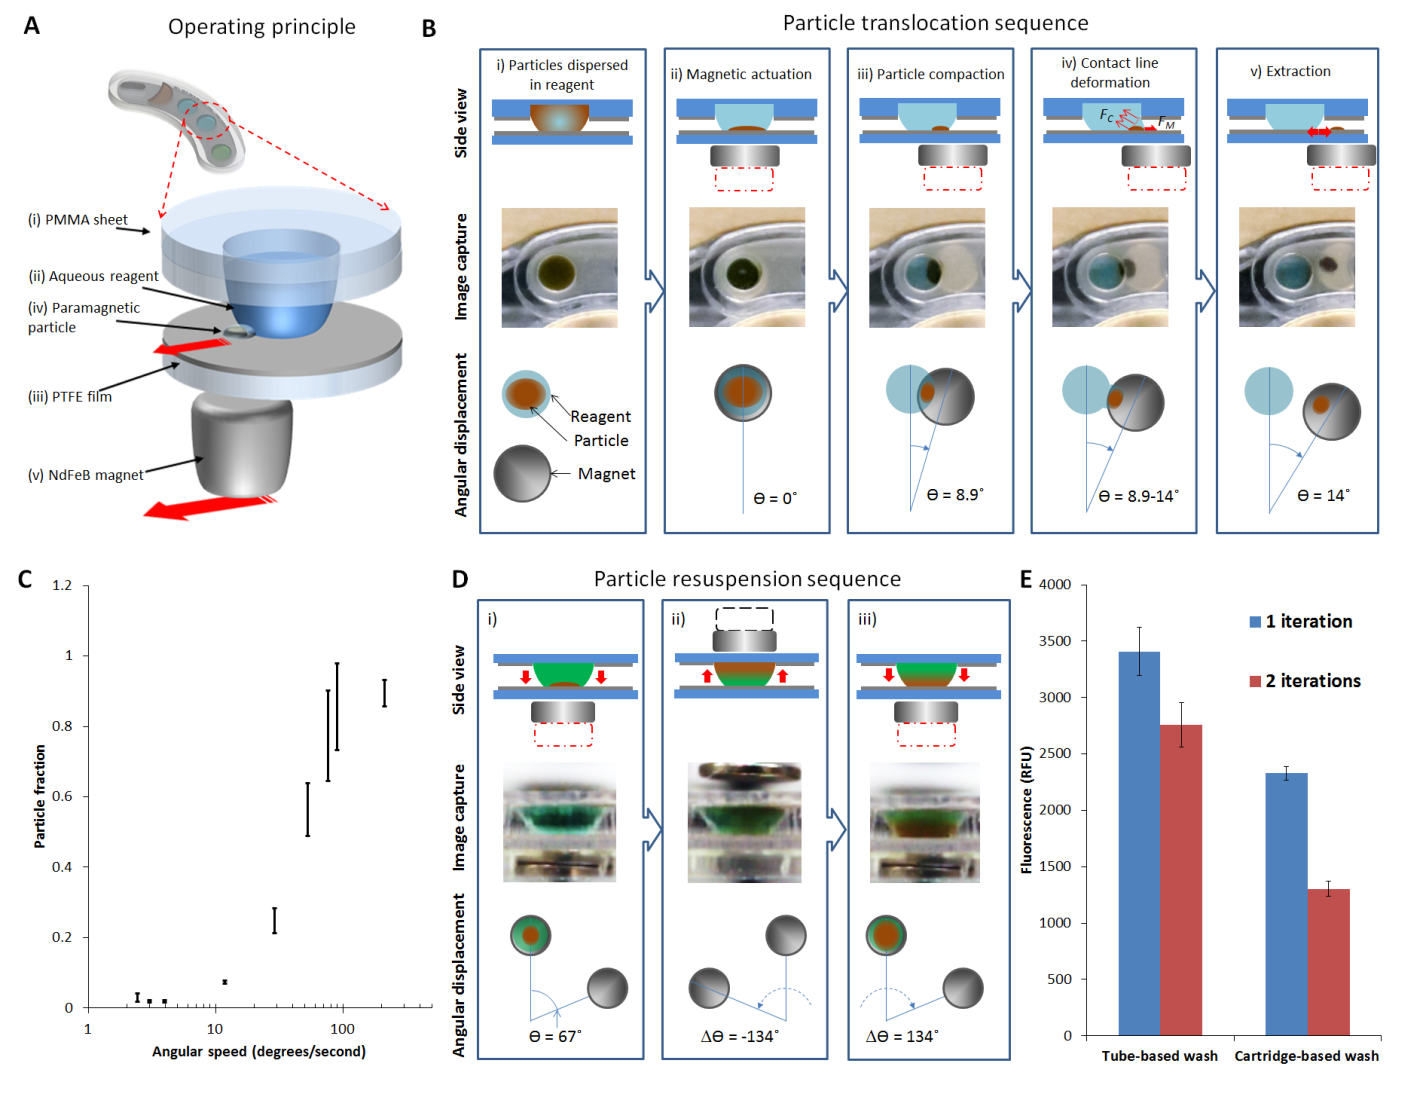 A
Operating principle
(i) PMMA sheet
(ii) Aqueous reagent
(iv) Paramagnetic
particle
(iii) PTFE film
(v) NdFeB magnet
B
Particle translocation sequence
Side view
Image capture
Angular displacement
i) Particles dispersed
in reagent
ii) Magnetic actuation
iii) Particle compaction
iv) Contact line
deformation
v) Extraction
FC
FM
Reagent
Particle
Magnet
Ɵ = 0˚
Ɵ = 8.9˚
Ɵ = 8.9-14˚
Ɵ = 14˚
C
Particle fraction
1.2
1
0.8
0.6
0.4
0.2
0
1
10
100
Angular speed (degrees/second)
D
Particle resuspension sequence
Side view
Image capture
Angular displacement
i)
ii)
iii)
Ɵ = 67˚
ΔƟ = -134˚
ΔƟ = 134˚
E
Fluorescence (RFU)
4000
3500
3000
2500
2000
1500
1000
500
0
1 iteration
2 iterations
Tube-based wash
Cartridge-based wash